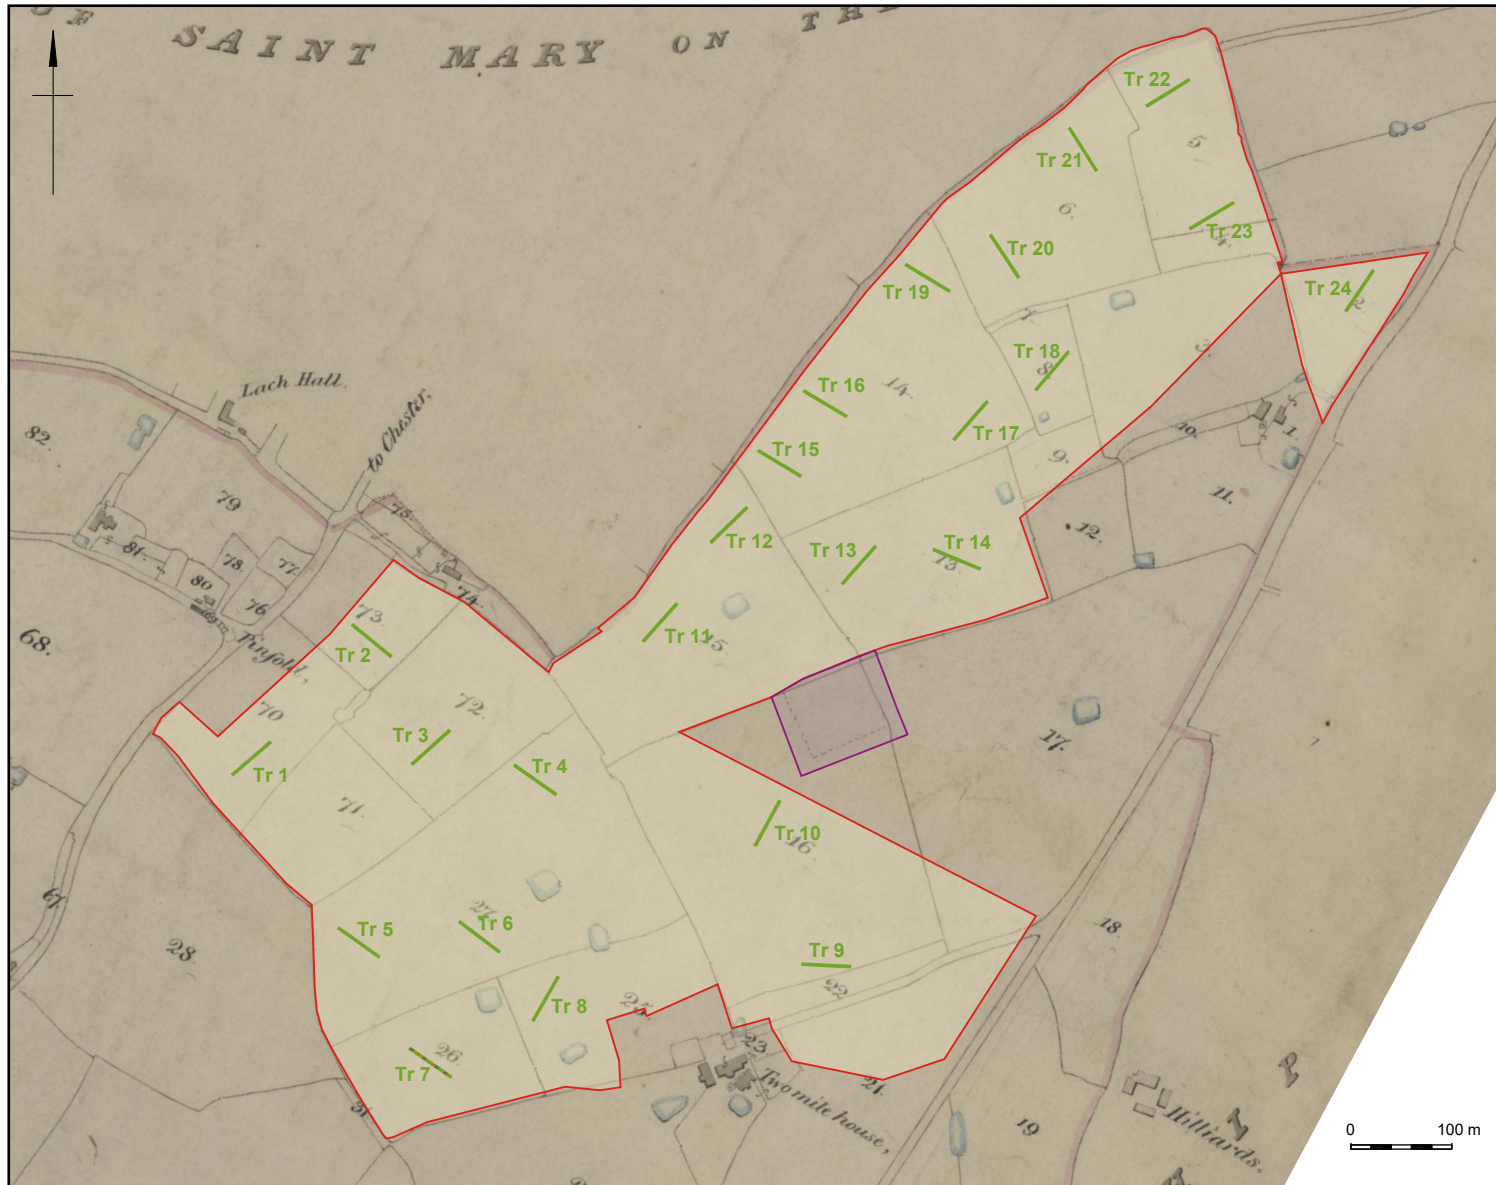 OF SAINT MARY ON THE
Tr 22
5
Tr 21
6.
Tr 23
4.
Tr 20
Tr 19
Tr 24
2
7.
Tr 18
8.
3.
Lach Hall.
14.
Tr 16
to Chester,
82.
Tr 17
10.
1.
Tr 15
9.
79
11.
75.
Tr 12
12.
81.
78.
77.
Tr 13
Tr 14
13.
80
76
74.
73.
68.
Pinfold,
Tr 2
Tr 11
15.
70
72.
17.
Tr 3
Tr 1
Tr 4
71.
Tr 10
16.
67.
27.
28.
Tr 5
Tr 6
18.
Tr 9
22
25.
Tr 8
23.
26.
Tr 7
Two mile house,
21.
31.
19
Hilliards.
0 100 m